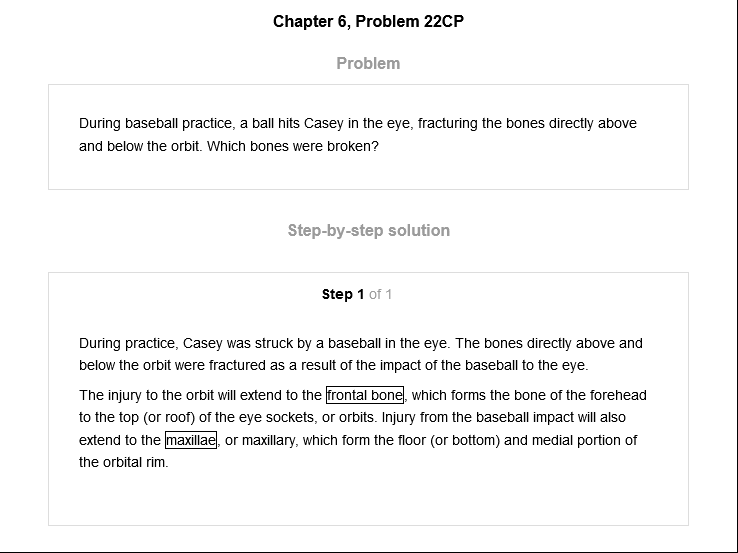 Chapter 6, Problem 22CP
Problem
During baseball practice, a ball hits Casey in the eye, fracturing the bones directly above
and below the orbit. Which bones were broken?
Step-by-step solution
Step 1 of 1
During practice, Casey was struck by a baseball in the eye. The bones directly above and
below the orbit were fractured as a result of the impact of the baseball to the eye.
The injury to the orbit will extend to the frontal bone, which forms the bone of the forehead
to the top (or roof) of the eye sockets, or orbits. Injury from the baseball impact will also
extend to the maxillae, or maxillary, which form the floor (or bottom) and medial portion of
the orbital rim.